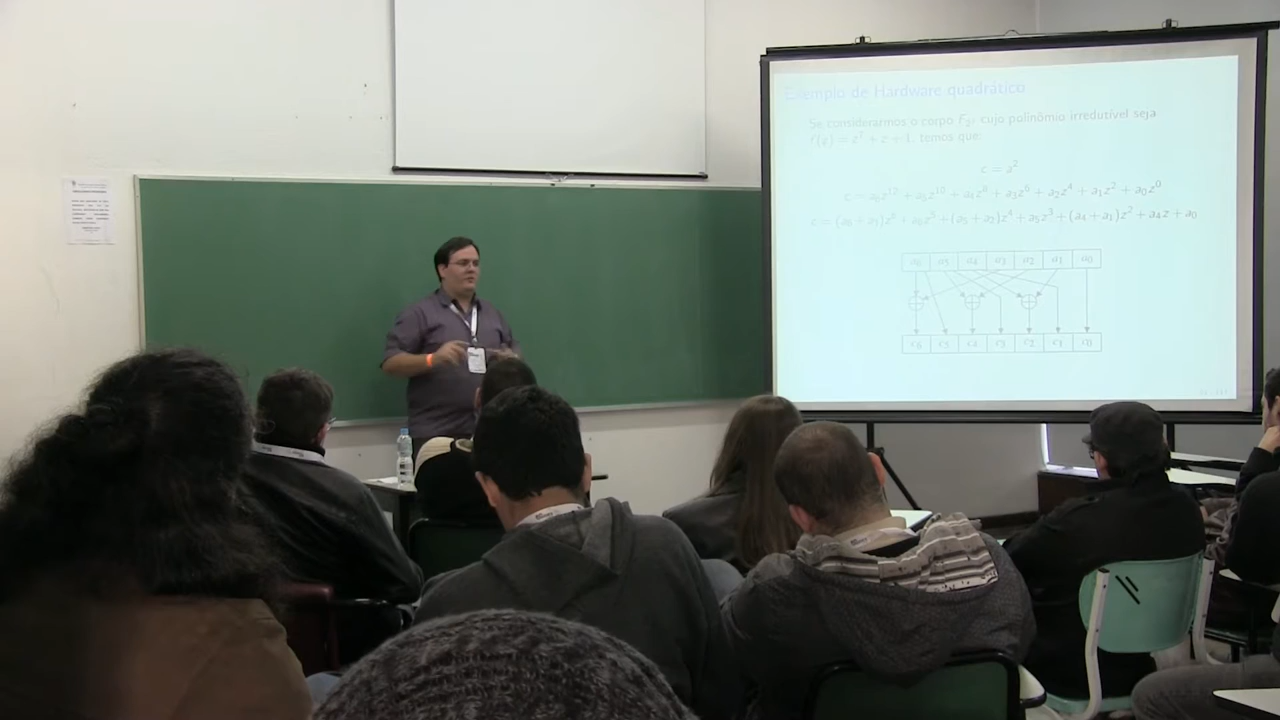 Exemplo de Hardware quadrático
Se considerarmos o corpo F₂⁷ cujo polinômio irredutível seja
f(z) = z⁷ + z + 1, temos que:
c = a²
c = a₆z¹² + a₅z¹⁰ + a₄z⁸ + a₃z⁶ + a₂z⁴ + a₁z² + a₀z⁰
c = (a₆ + a₃)z⁶ + a₆z⁵ + (a₅ + a₂)z⁴ + a₅z³ + (a₄ + a₁)z² + a₄z + a₀
a₆ a₅ a₄ a₃ a₂ a₁ a₀
c₆ c₅ c₄ c₃ c₂ c₁ c₀